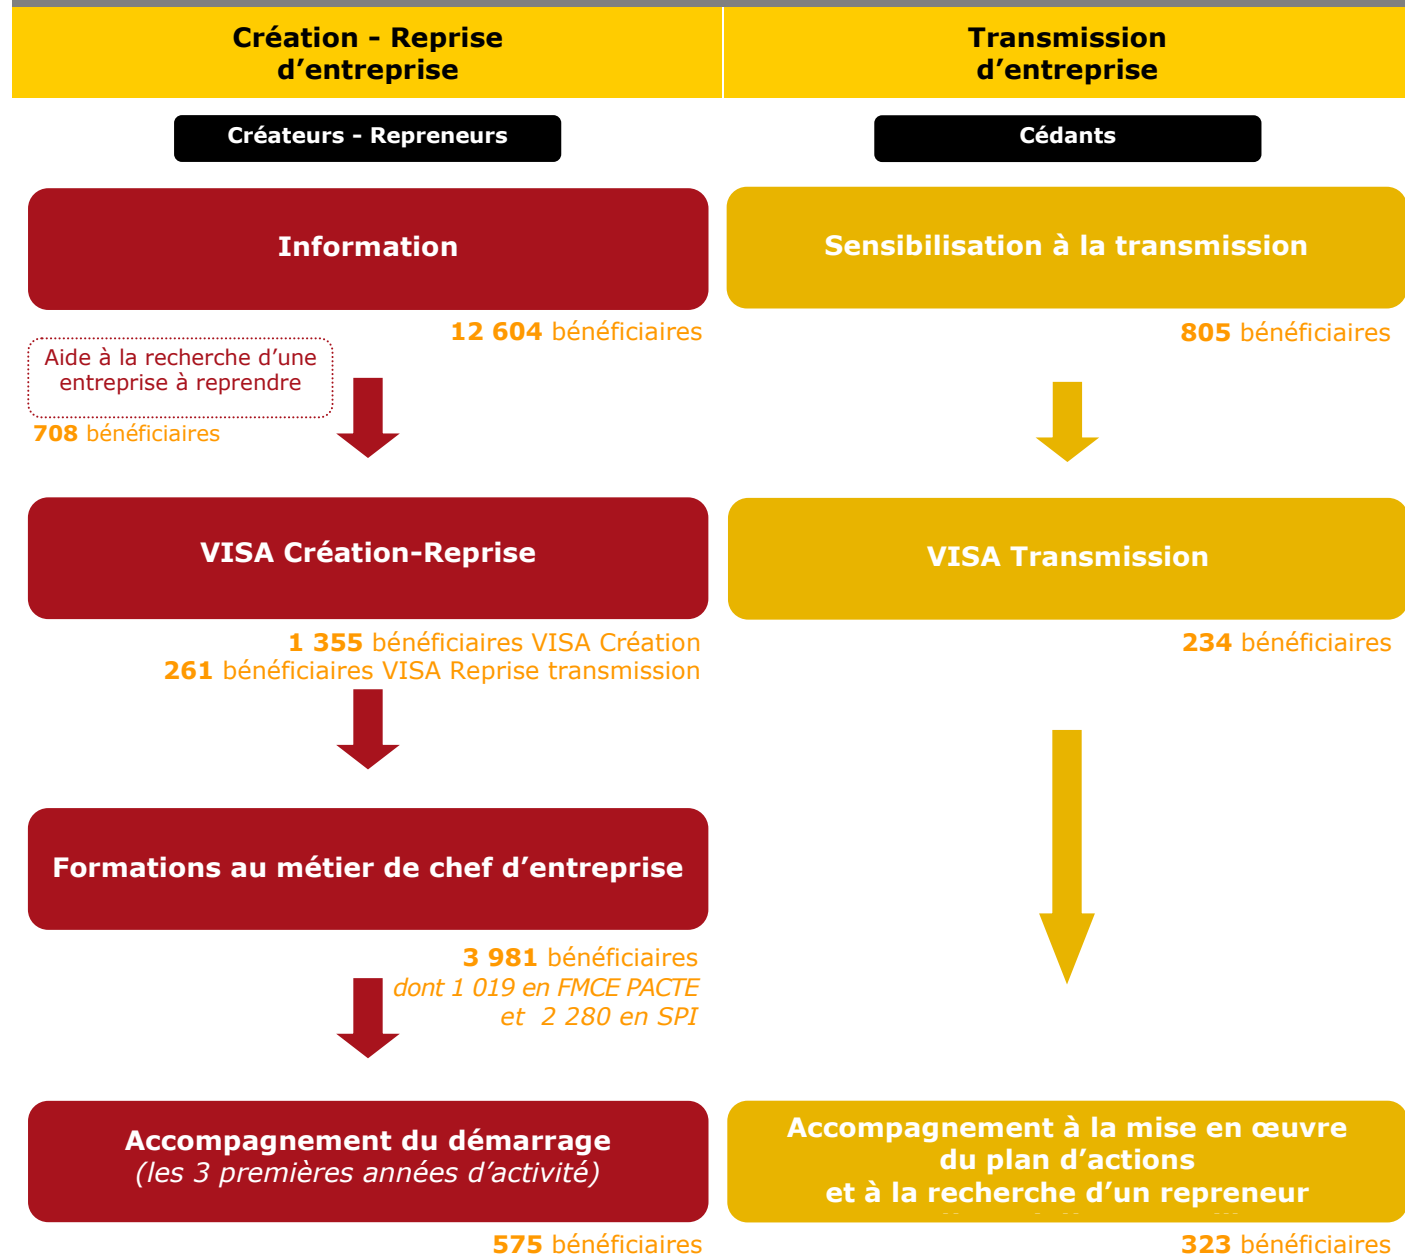 Création - Reprise
d’entreprise
Transmission
d’entreprise
Créateurs - Repreneurs
Cédants
Information
Sensibilisation à la transmission
12 604 bénéficiaires
805 bénéficiaires
Aide à la recherche d’une
entreprise à reprendre
708 bénéficiaires
VISA Création-Reprise
VISA Transmission
1 355 bénéficiaires VISA Création
261 bénéficiaires VISA Reprise transmission
234 bénéficiaires
Formations au métier de chef d’entreprise
3 981 bénéficiaires
dont 1 019 en FMCE PACTE
et 2 280 en SPI
Accompagnement du démarrage
(les 3 premières années d’activité)
Accompagnement à la mise en œuvre
du plan d’actions
et à la recherche d’un repreneur
575 bénéficiaires
323 bénéficiaires